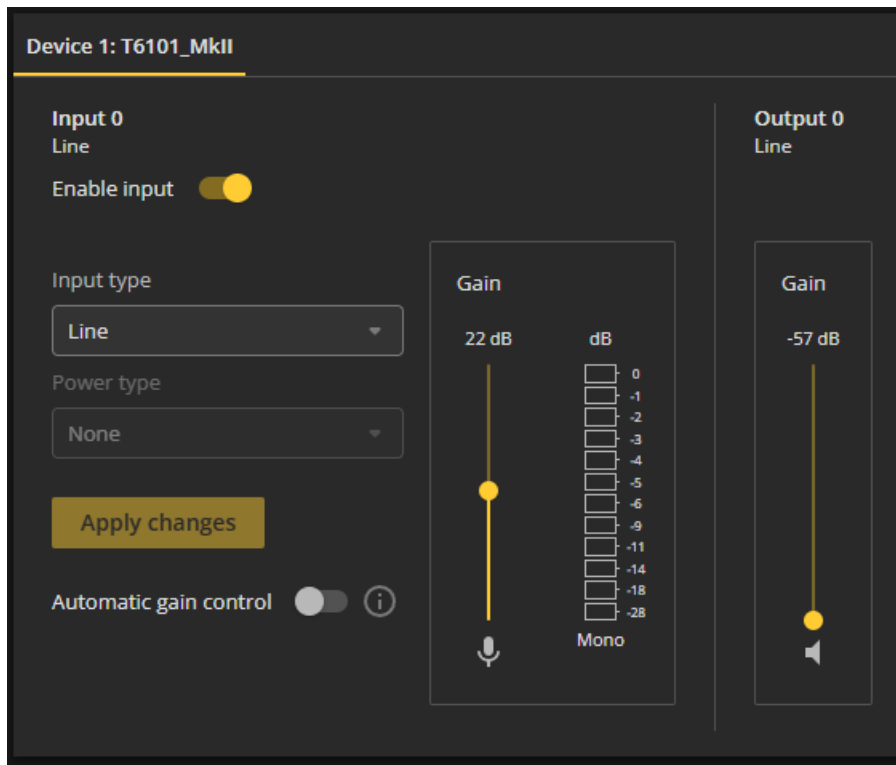 Device 1: T6101_MkII
Input 0
Line
Enable input
Input type
Line
Power type
None
Apply changes
Automatic gain control
Gain
22 dB
dB
0
-1
-2
-3
-4
-5
-6
-9
-11
-14
-18
-28
Mono
Output 0
Line
Gain
-57 dB